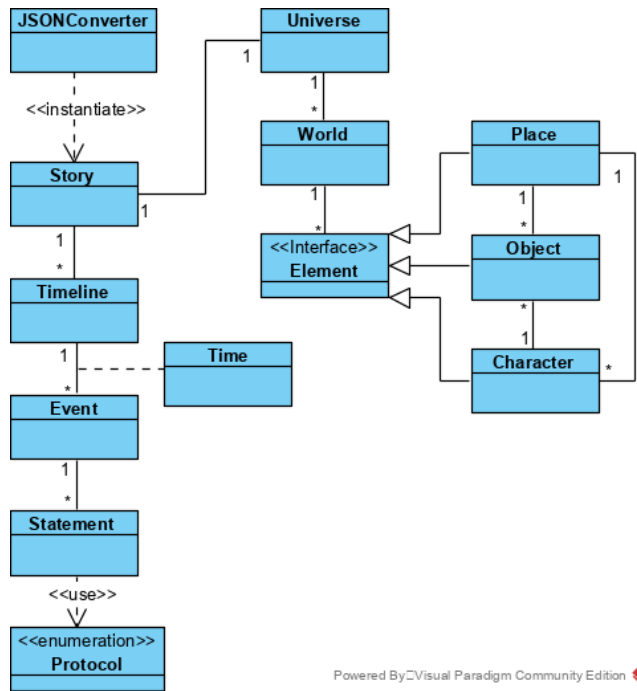 JSONConverter
Universe
1
1
<<instantiate>>
*
World
Place
Story
1
1
1
1
1
*
*
<<Interface>>
Element
Object
*
Timeline
*
1
1
Time
Character
*
*
Event
1
*
Statement
<<use>>
<<enumeration>>
Protocol
Powered By Visual Paradigm Community Edition